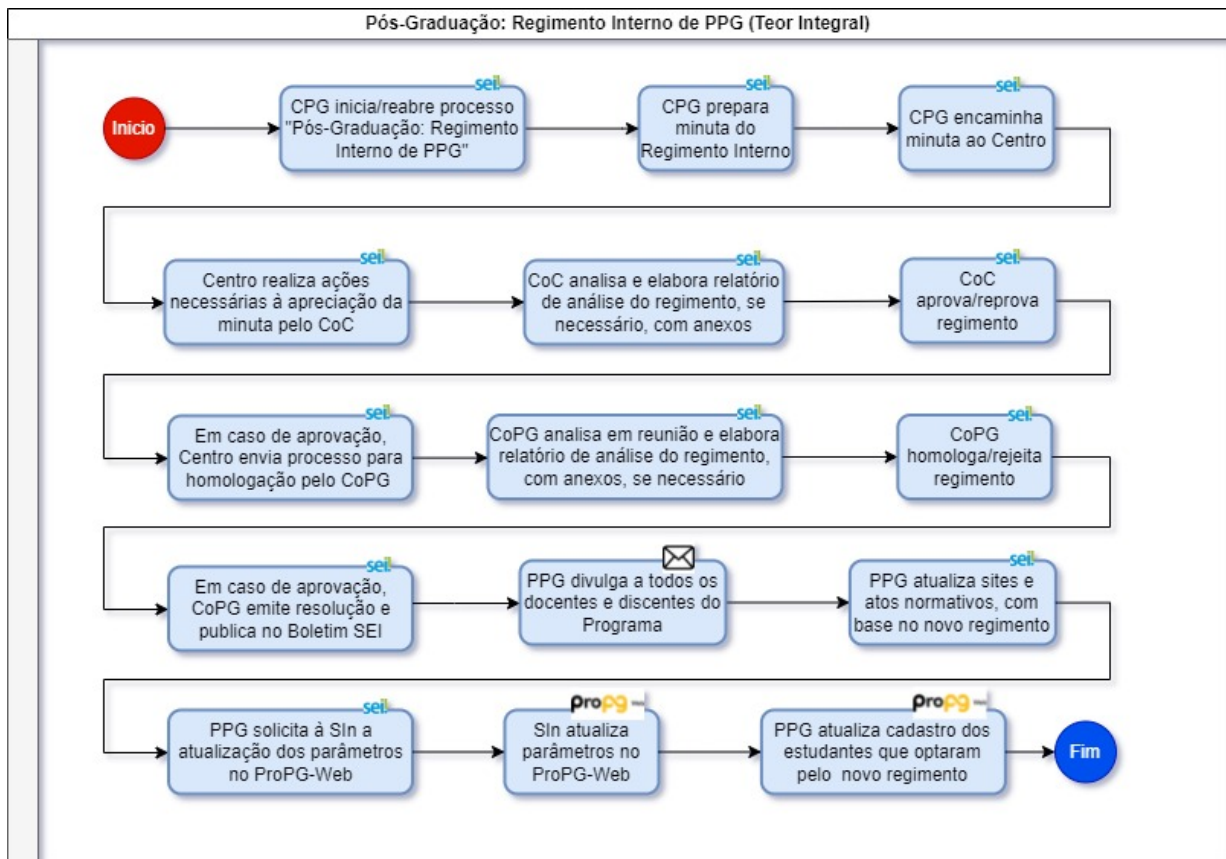 Pós-Graduação: Regimento Interno de PPG (Teor Integral)
Inicio
sei!
CPG inicia/reabre processo
"Pós-Graduação: Regimento
Interno de PPG"
sei!
CPG prepara
minuta do
Regimento Interno
sei!
CPG encaminha
minuta ao Centro
sei!
Centro realiza ações
necessárias à apreciação da
minuta pelo CoC
sei!
CoC analisa e elabora relatório
de análise do regimento, se
necessário, com anexos
sei!
CoC
aprova/reprova
regimento
sei!
Em caso de aprovação,
Centro envia processo para
homologação pelo CoPG
sei!
CoPG analisa em reunião e elabora
relatório de análise do regimento,
com anexos, se necessário
sei!
CoPG
homologa/rejeita
regimento
sei!
Em caso de aprovação,
CoPG emite resolução e
publica no Boletim SEI
PPG divulga a todos os
docentes e discentes do
Programa
sei!
PPG atualiza sites e
atos normativos, com
base no novo regimento
sei!
PPG solicita à SIn a
atualização dos parâmetros
no ProPG-Web
propg
SIn atualiza
parâmetros no
ProPG-Web
propg
PPG atualiza cadastro dos
estudantes que optaram
pelo novo regimento
Fim